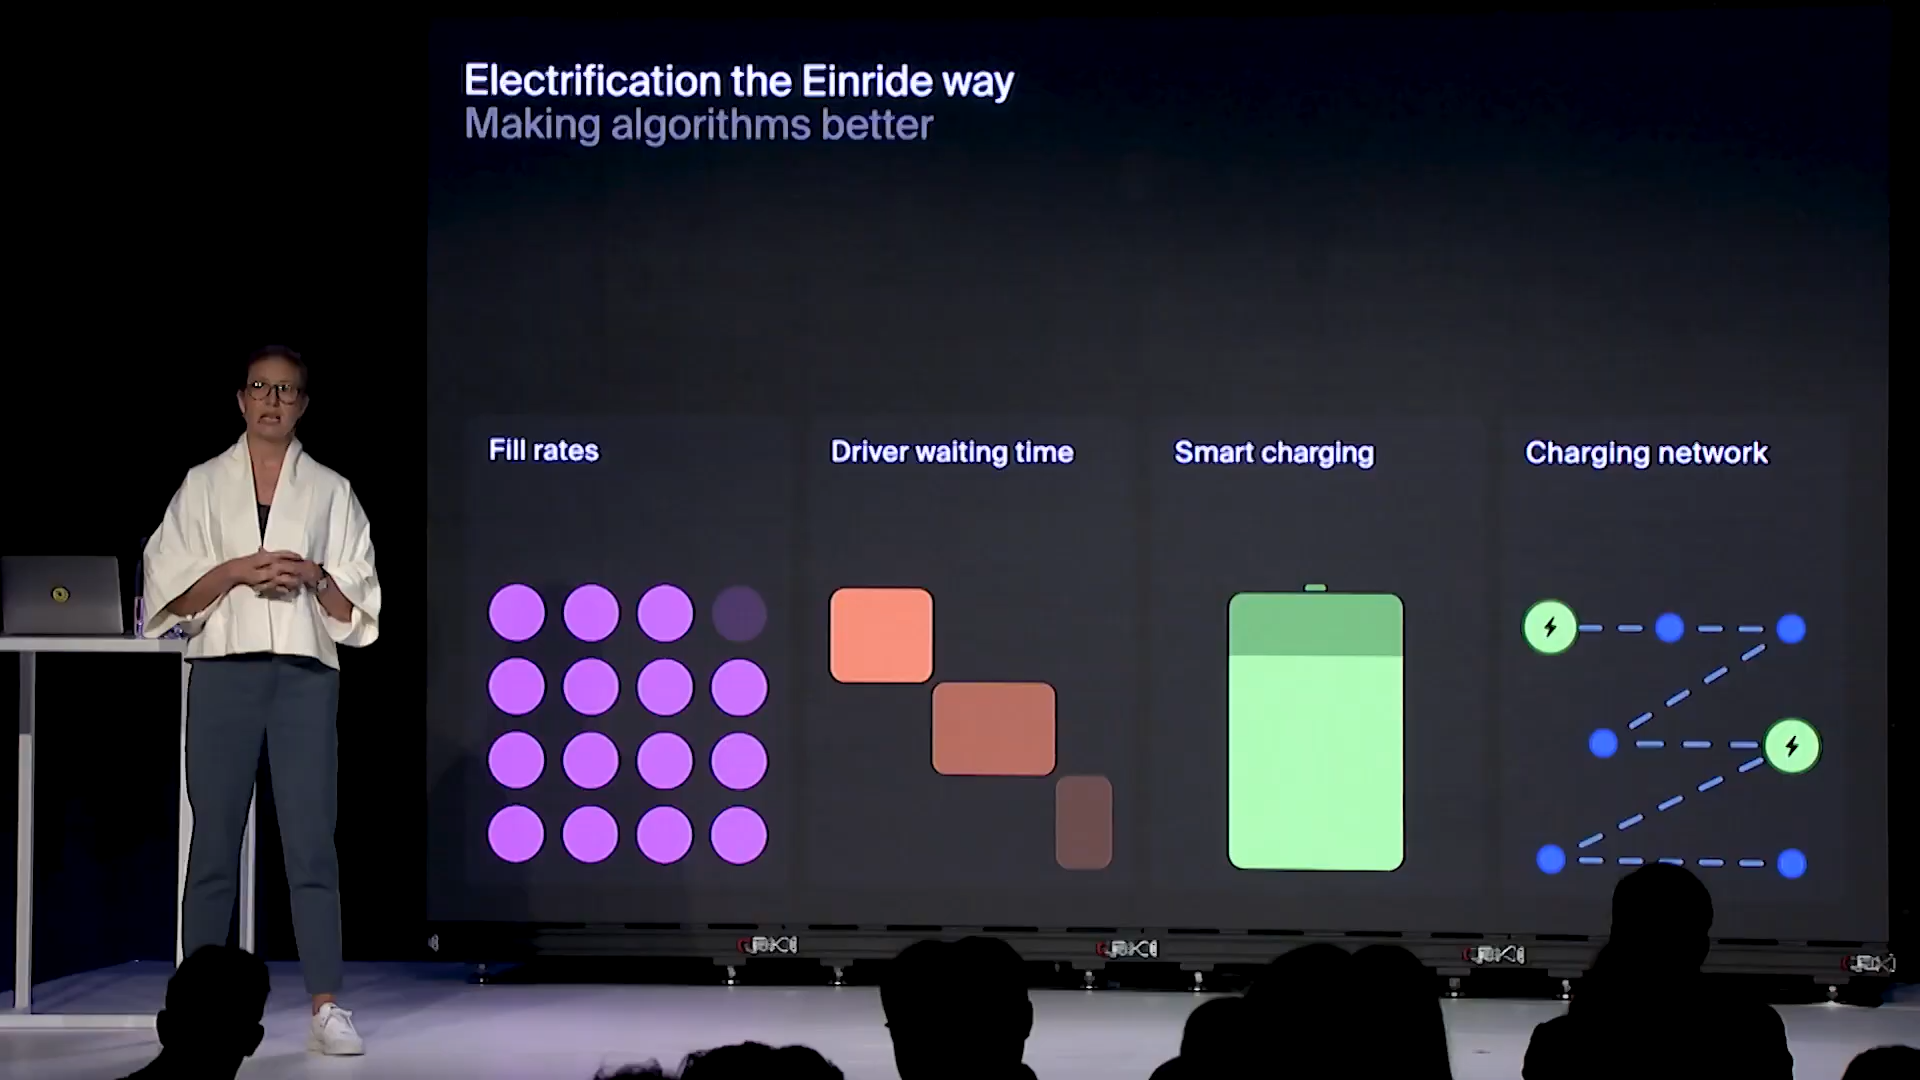 Electrification the Einride way
Making algorithms better
Fill rates
Driver waiting time
Smart charging
Charging network